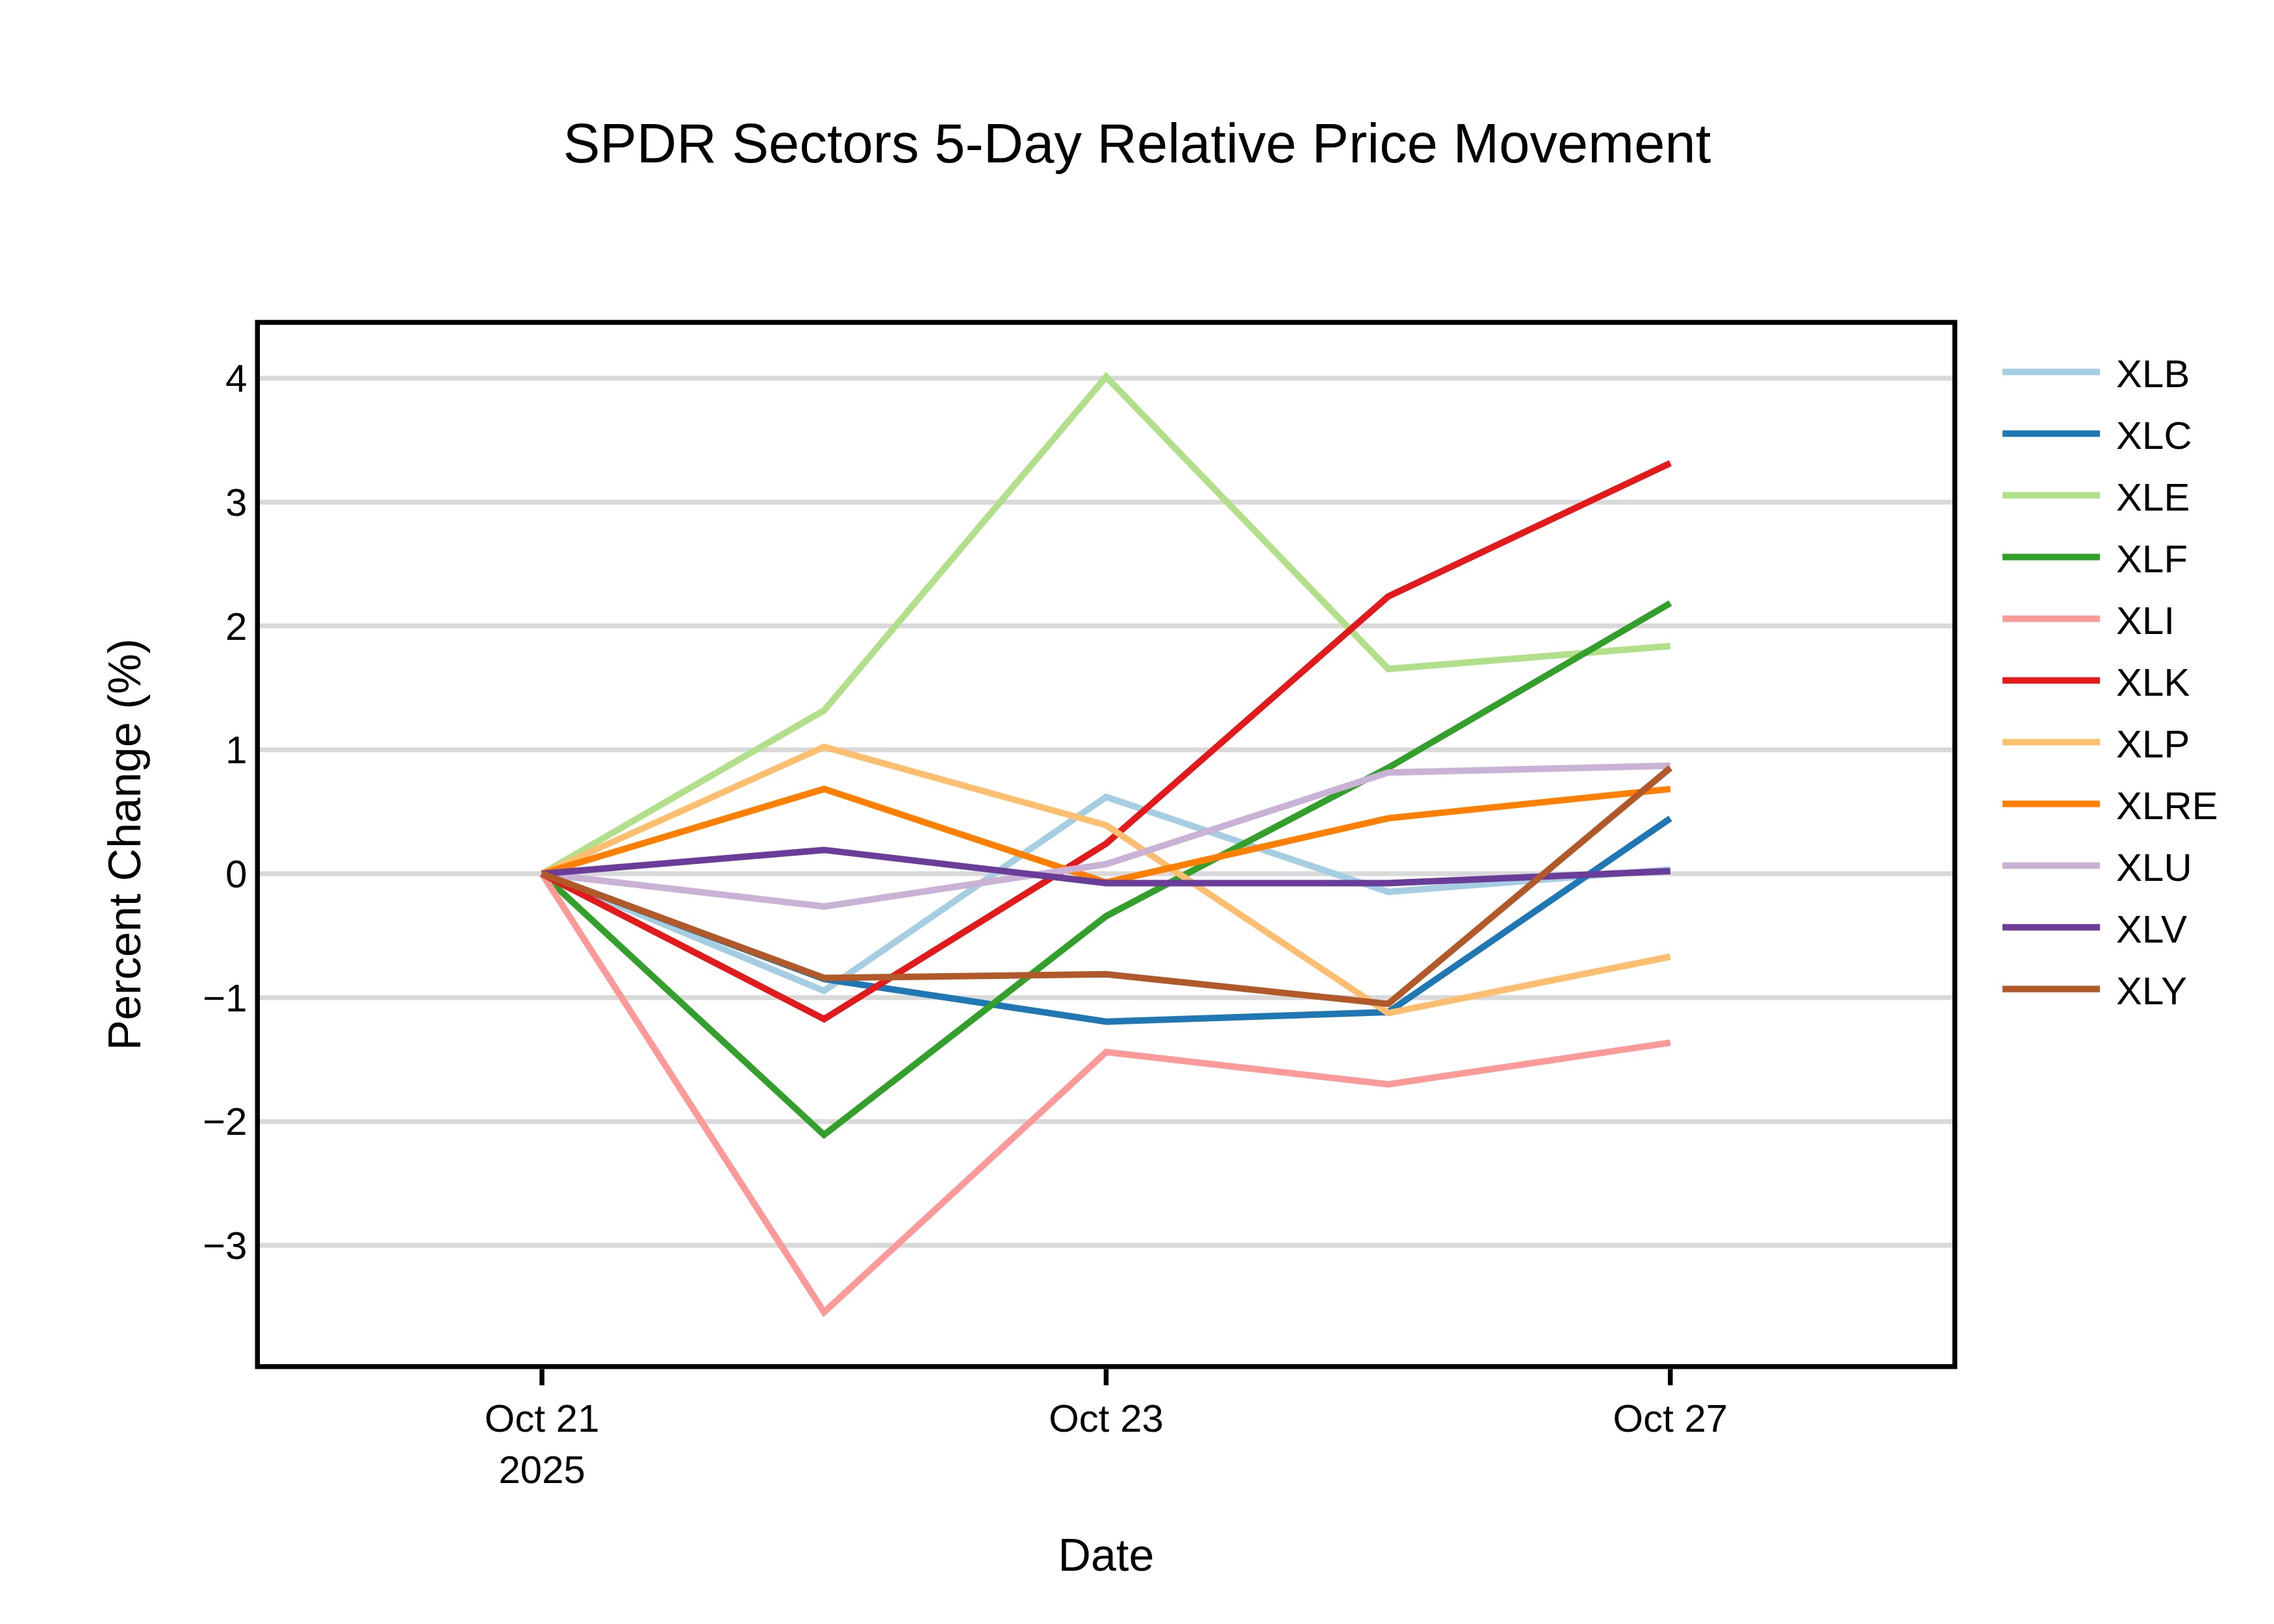 SPDR Sectors 5-Day Relative Price Movement
Percent Change (%)
4
3
2
1
0
−1
−2
−3
Oct 21
2025
Oct 23
Oct 27
Date
XLB
XLC
XLE
XLF
XLI
XLK
XLP
XLRE
XLU
XLV
XLY